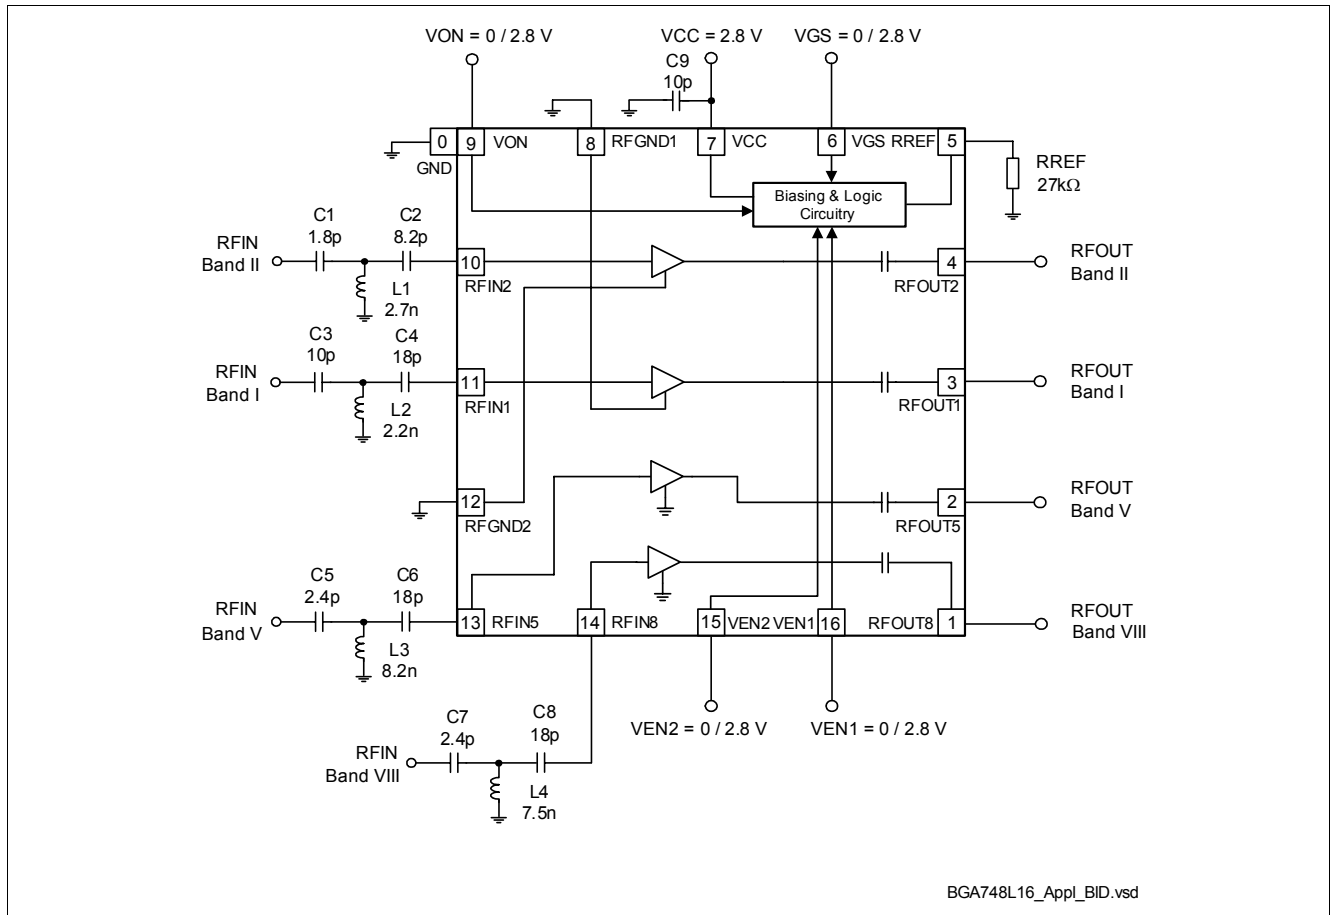 VON = 0 / 2.8 V
VCC = 2.8 V
VGS = 0 / 2.8 V
C9
10p
0
9
VON
8
RFGND1
7
VCC
6
VGS
RREF
5
GND
RREF
27kΩ
Biasing & Logic
Circuitry
C1
1.8p
C2
8.2p
RFIN
Band II
10
RFIN2
L1
2.7n
4
RFOUT2
RFOUT
Band II
C3
10p
C4
18p
RFIN
Band I
11
RFIN1
L2
2.2n
3
RFOUT1
RFOUT
Band I
12
RFGND2
2
RFOUT5
RFOUT
Band V
C5
2.4p
C6
18p
RFIN
Band V
13
RFIN5
L3
8.2n
14
RFIN8
15
VEN2
VEN1
16
RFOUT8
1
RFOUT
Band VIII
VEN2 = 0 / 2.8 V
VEN1 = 0 / 2.8 V
C7
2.4p
C8
18p
RFIN
Band VIII
L4
7.5n
BGA748L16_Appl_BID.vsd